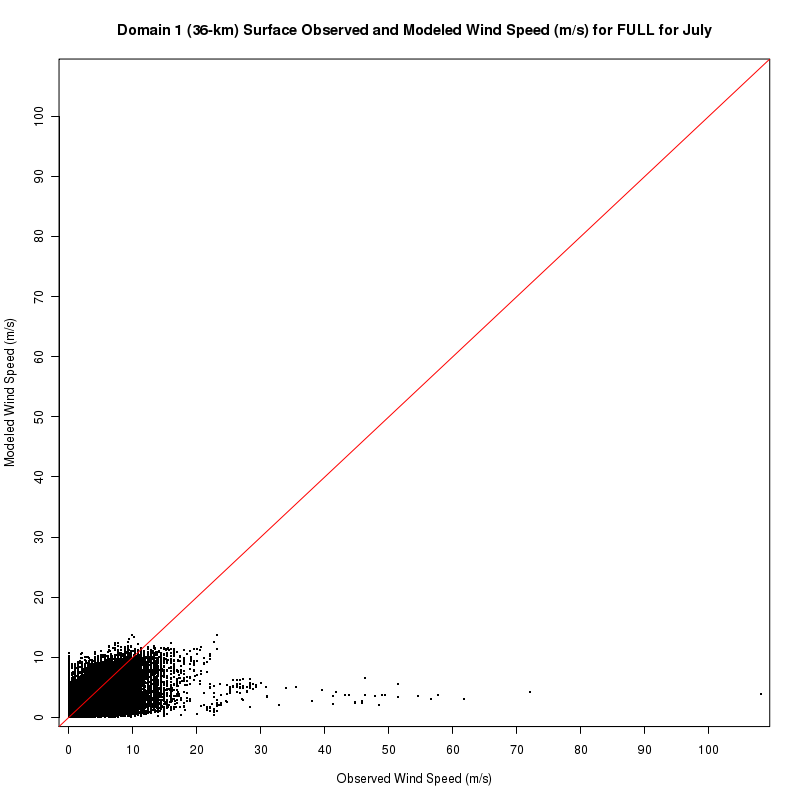 Domain 1 (36-km) Surface Observed and Modeled Wind Speed (m/s) for FULL for July
Modeled Wind Speed (m/s)
100
90
80
70
60
50
40
30
20
10
0
0 10 20 30 40 50 60 70 80 90 100
Observed Wind Speed (m/s)